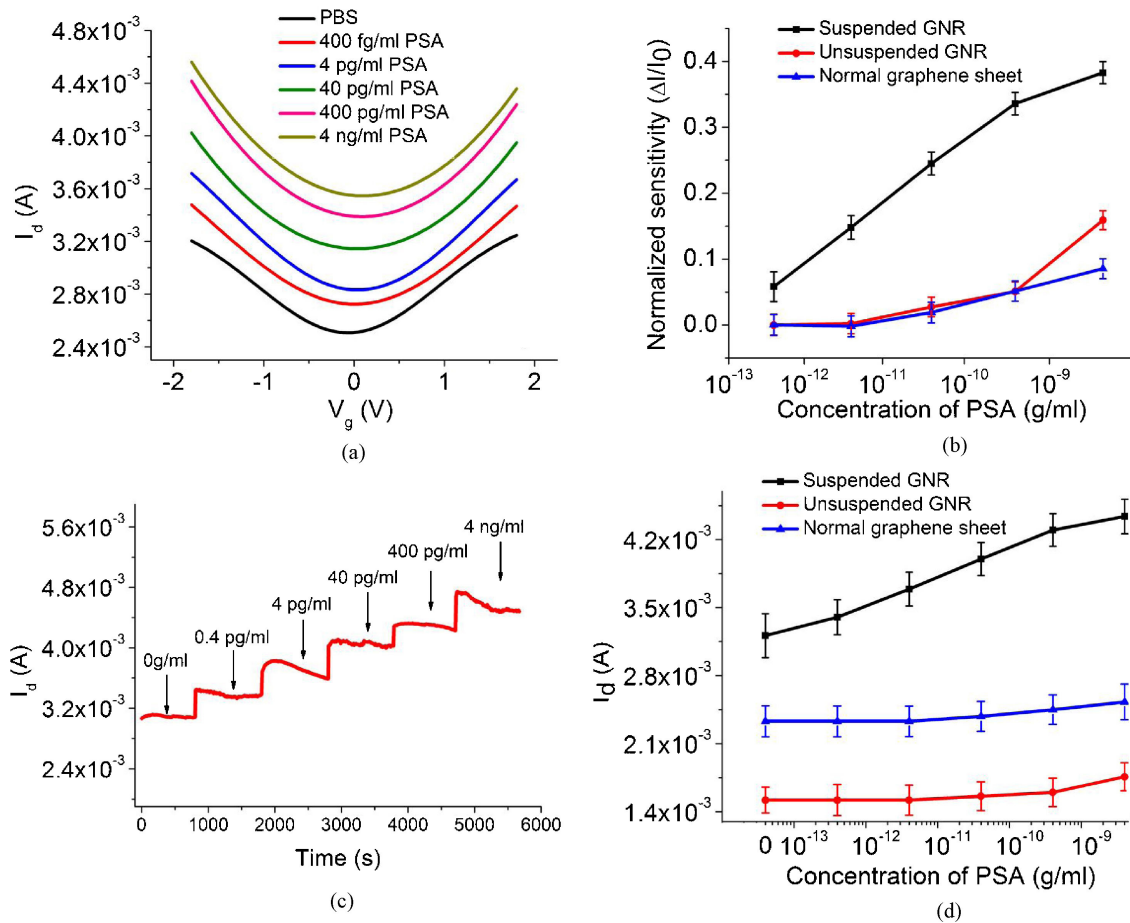 PBS
400 fg/ml PSA
4 pg/ml PSA
40 pg/ml PSA
400 pg/ml PSA
4 ng/ml PSA
4.8x10⁻³
4.4x10⁻³
4.0x10⁻³
3.6x10⁻³
3.2x10⁻³
2.8x10⁻³
2.4x10⁻³
I_d (A)
-2 -1 0 1 2
V_g (V)
(a)
Suspended GNR
Unsuspended GNR
Normal graphene sheet
0.4
0.3
0.2
0.1
0.0
Normalized sensitivity (ΔI/I0)
10⁻¹³ 10⁻¹² 10⁻¹¹ 10⁻¹⁰ 10⁻⁹
Concentration of PSA (g/ml)
(b)
5.6x10⁻³
4.8x10⁻³
4.0x10⁻³
3.2x10⁻³
2.4x10⁻³
I_d (A)
0g/ml
0.4 pg/ml
4 pg/ml
40 pg/ml
400 pg/ml
4 ng/ml
0 1000 2000 3000 4000 5000 6000
Time (s)
(c)
Suspended GNR
Unsuspended GNR
Normal graphene sheet
4.2x10⁻³
3.5x10⁻³
2.8x10⁻³
2.1x10⁻³
1.4x10⁻³
Id (A)
0 10⁻¹³ 10⁻¹² 10⁻¹¹ 10⁻¹⁰ 10⁻⁹
Concentration of PSA (g/ml)
(d)